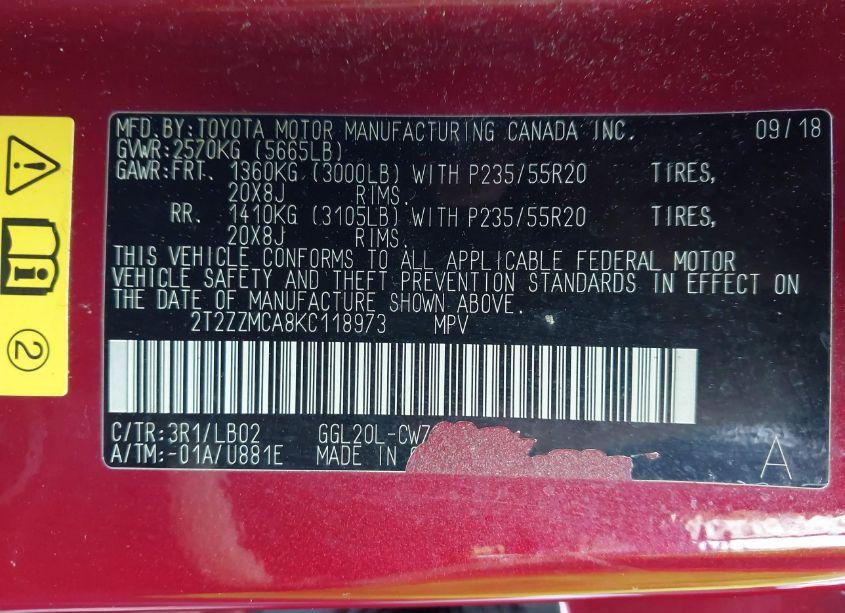 MFD.BY:TOYOTA MOTOR MANUFACTURING CANADA INC. 09/18
GVWR:2570KG (5665LB)
GAWR:FRT. 1360KG (3000LB) WITH P235/55R20 TIRES,
20X8J RIMS.
RR. 1410KG (3105LB) WITH P235/55R20 TIRES,
20X8J RIMS.
THIS VEHICLE CONFORMS TO ALL APPLICABLE FEDERAL MOTOR
VEHICLE SAFETY AND THEFT PREVENTION STANDARDS IN EFFECT ON
THE DATE OF MANUFACTURE SHOWN ABOVE.
2T2ZZMCA8KC118973 MPV
C/TR:3R1/LB02 GGL20L-CW7
A/TM:-01A/U881E MADE IN
A
2